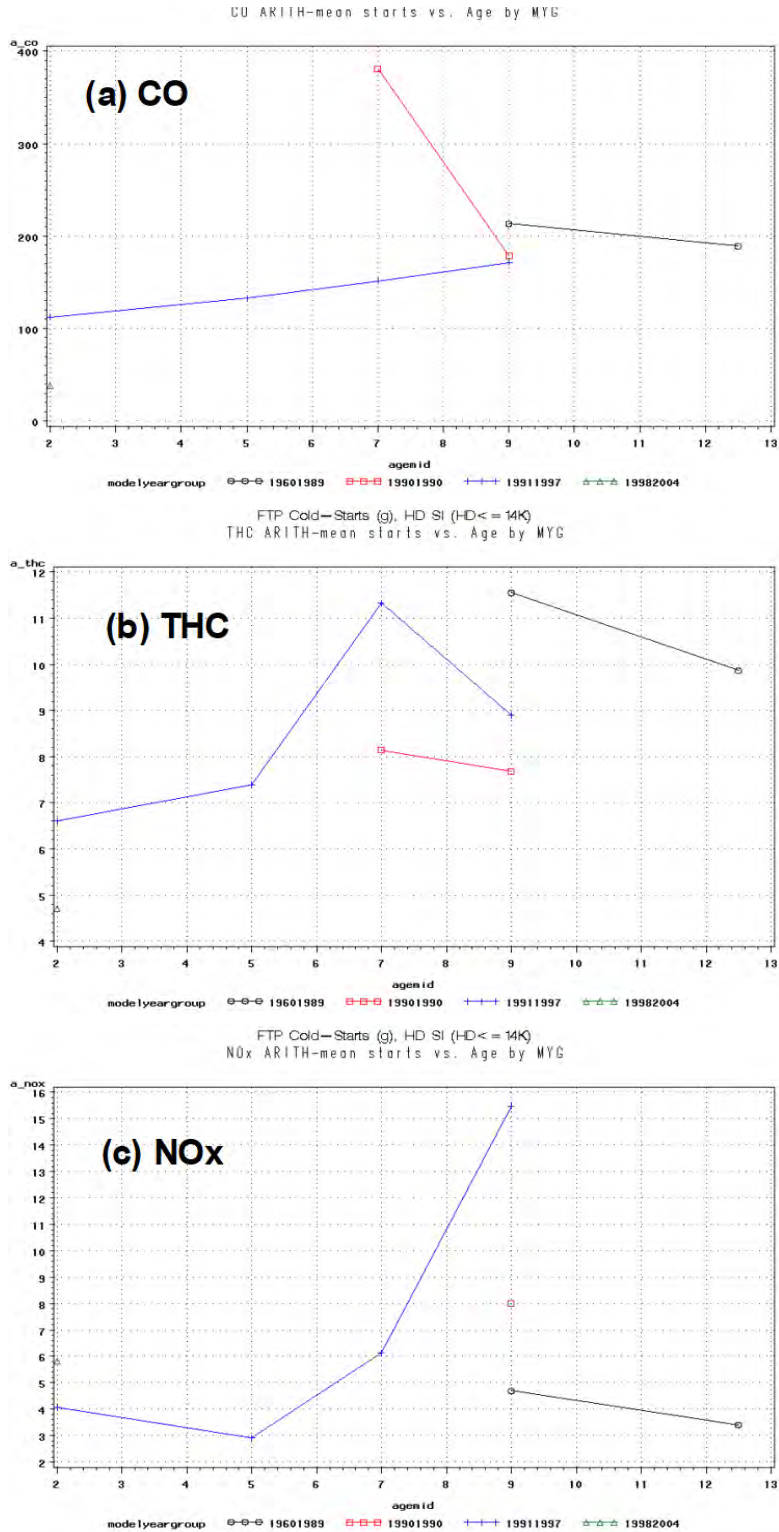 CO ARITH-mean starts vs. Age by MYG
a_co
400
(a) CO
300
200
100
0
2 3 4 5 6 7 8 9 10 11 12 13
agemid
modelyeargroup 19601989 19901990 19911997 19982004
FTP Cold-Starts (g), HD SI (HD<=14K)
THC ARITH-mean starts vs. Age by MYG
a_thc
12
11
(b) THC
10
9
8
7
6
5
4
2 3 4 5 6 7 8 9 10 11 12 13
agemid
modelyeargroup 19601989 19901990 19911997 19982004
FTP Cold-Starts (g), HD SI (HD<=14K)
NOx ARITH-mean starts vs. Age by MYG
a_nox
16
15
14
(c) NOx
13
12
11
10
9
8
7
6
5
4
3
2
2 3 4 5 6 7 8 9 10 11 12 13
agemid
modelyeargroup 19601989 19901990 19911997 19982004